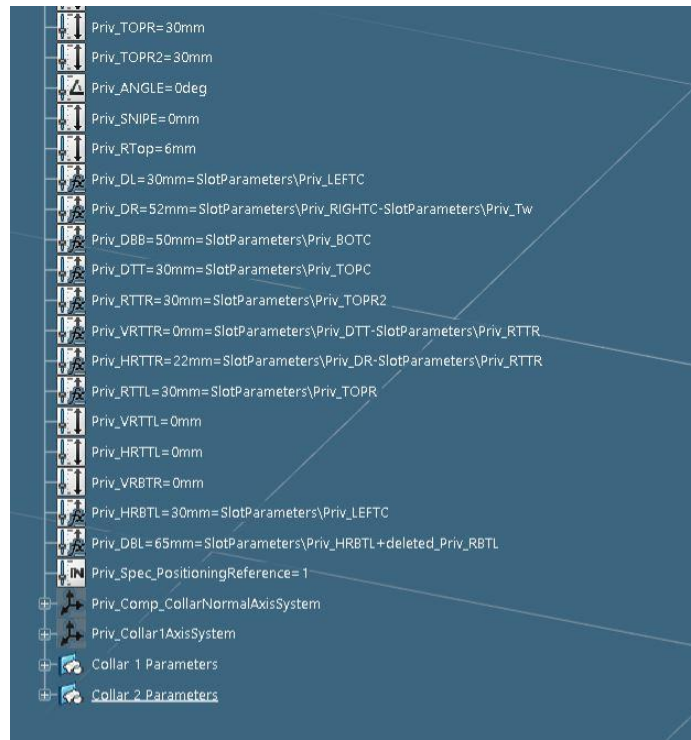 Priv_TOPR=30mm
Priv_TOPR2=30mm
Priv_ANGLE=0deg
Priv_SNIPE=0mm
Priv_RTop=6mm
Priv_DL=30mm=SlotParameters\Priv_LEFTC
Priv_DR=52mm=SlotParameters\Priv_RIGHTC-SlotParameters\Priv_Tw
Priv_DBB=50mm=SlotParameters\Priv_BOTC
Priv_DTT=30mm=SlotParameters\Priv_TOPC
Priv_RTTR=30mm=SlotParameters\Priv_TOPR2
Priv_VRTTR=0mm=SlotParameters\Priv_DTT-SlotParameters\Priv_RTTR
Priv_HRTTR=22mm=SlotParameters\Priv_DR-SlotParameters\Priv_RTTR
Priv_RTTL=30mm=SlotParameters\Priv_TOPR
Priv_VRTTL=0mm
Priv_HRTTL=0mm
Priv_VRBTR=0mm
Priv_HRBTL=30mm=SlotParameters\Priv_LEFTC
Priv_DBL=65mm=SlotParameters\Priv_HRBTL+deleted_Priv_RBTL
Priv_Spec_PositioningReference=1
Priv_Comp_CollarNormalAxisSystem
Priv_Collar1AxisSystem
Collar 1 Parameters
Collar 2 Parameters